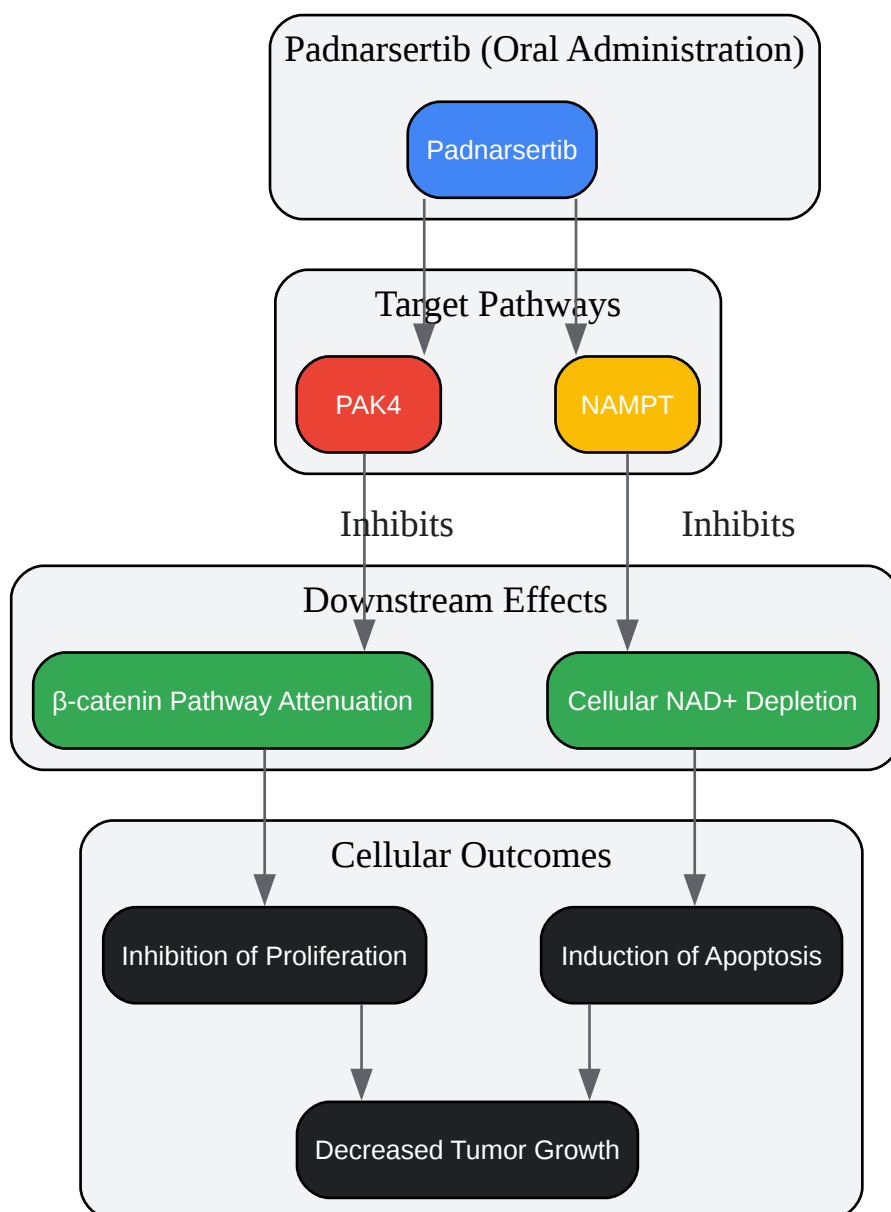 Padnarsertib (Oral Administration)
Padnarsertib
Target Pathways
PAK4
NAMPT
Inhibits
Inhibits
Downstream Effects
β-catenin Pathway Attenuation
Cellular NAD+ Depletion
Cellular Outcomes
Inhibition of Proliferation
Induction of Apoptosis
Decreased Tumor Growth